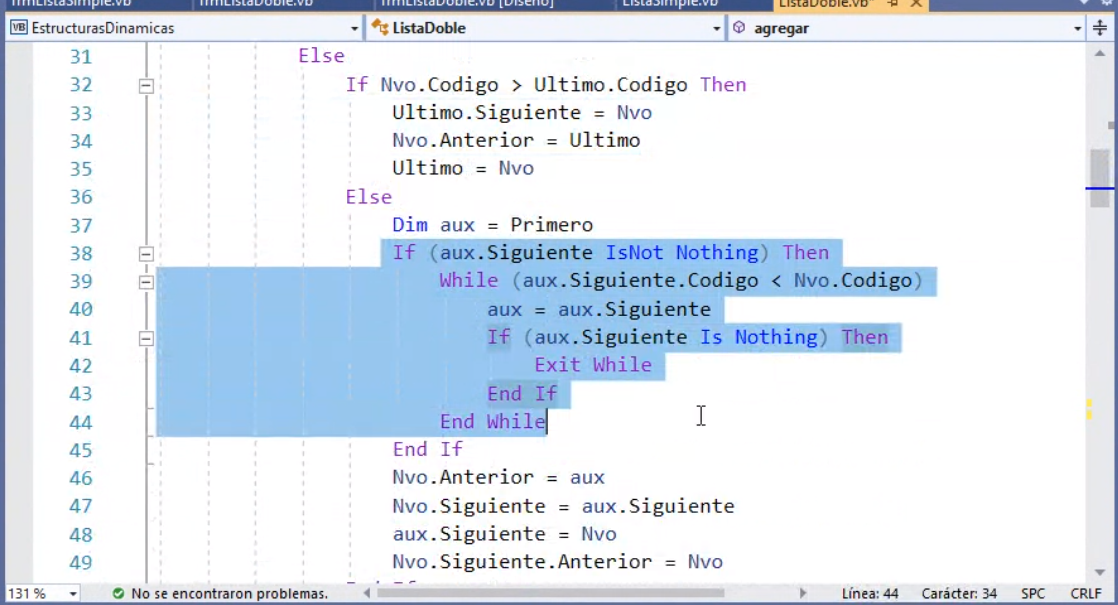 frmListaSimple.vb frmListaDoble.vb frmListaDoble.vb [Diseño] ListaSimple.vb ListaDoble.vb*
VB EstructurasDinamicas ListaDoble agregar
31 Else
32 If Nvo.Codigo > Ultimo.Codigo Then
33 Ultimo.Siguiente = Nvo
34 Nvo.Anterior = Ultimo
35 Ultimo = Nvo
36 Else
37 Dim aux = Primero
38 If (aux.Siguiente IsNot Nothing) Then
39 While (aux.Siguiente.Codigo < Nvo.Codigo)
40 aux = aux.Siguiente
41 If (aux.Siguiente Is Nothing) Then
42 Exit While
43 End If
44 End While
45 End If
46 Nvo.Anterior = aux
47 Nvo.Siguiente = aux.Siguiente
48 aux.Siguiente = Nvo
49 Nvo.Siguiente.Anterior = Nvo
131 % No se encontraron problemas. Línea: 44 Carácter: 34 SPC CRLF